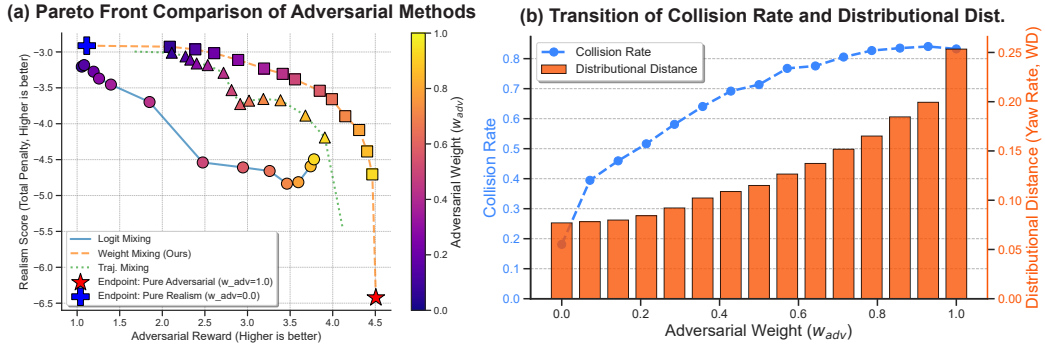 (a) Pareto Front Comparison of Adversarial Methods
Realism Score (Total Penalty, Higher is better)
-3.0
-3.5
-4.0
-4.5
-5.0
-5.5
-6.0
-6.5
Logit Mixing
Weight Mixing (Ours)
Traj. Mixing
Endpoint: Pure Adversarial (w_adv=1.0)
Endpoint: Pure Realism (w_adv=0.0)
1.0 1.5 2.0 2.5 3.0 3.5 4.0 4.5
Adversarial Reward (Higher is better)
1.0
0.8
0.6
0.4
0.2
0.0
Adversarial Weight (w_adv)
(b) Transition of Collision Rate and Distributional Dist.
Collision Rate
0.8
0.7
0.6
0.5
0.4
0.3
0.2
0.1
0.0
Collision Rate
Distributional Distance
0.0 0.2 0.4 0.6 0.8 1.0
Adversarial Weight (w_adv)
0.25
0.20
0.15
0.10
0.05
0.00
Distributional Distance (Yaw Rate, WD)